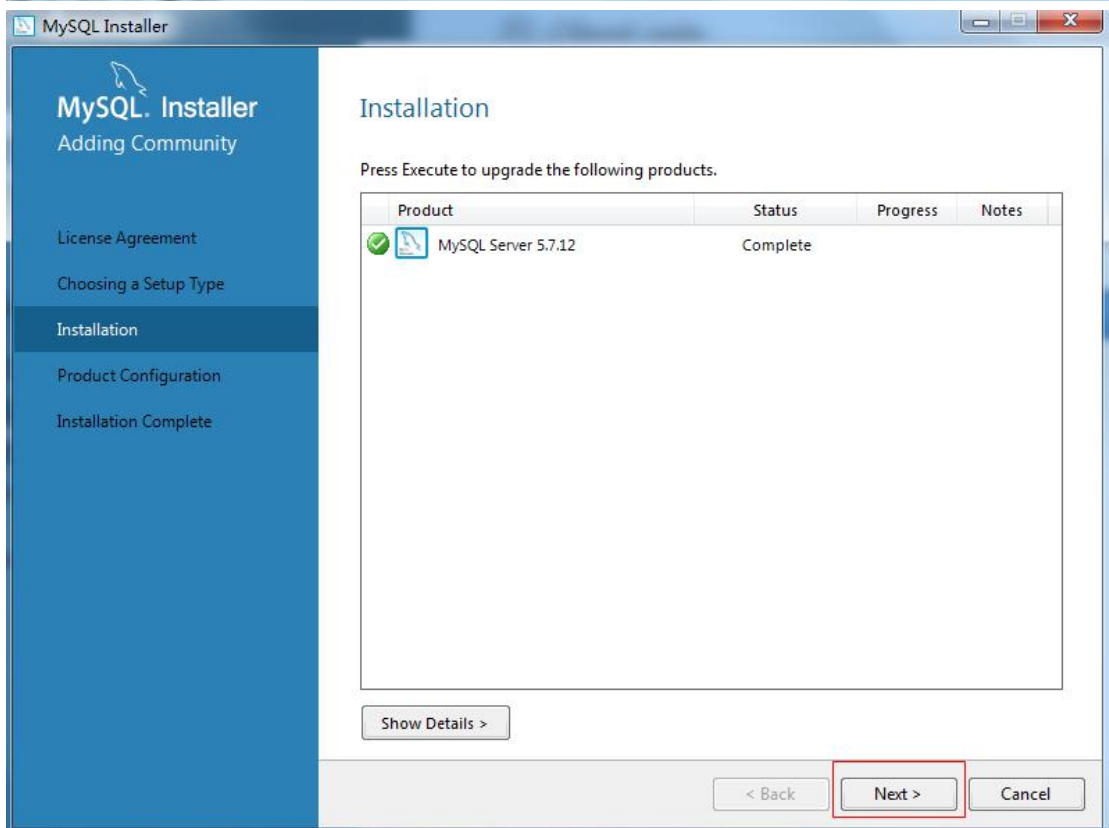 MySQL Installer
MySQL. Installer
Adding Community
License Agreement
Choosing a Setup Type
Installation
Product Configuration
Installation Complete
Installation
Press Execute to upgrade the following products.
Product Status Progress Notes
MySQL Server 5.7.12 Complete
Show Details >
< Back Next > Cancel